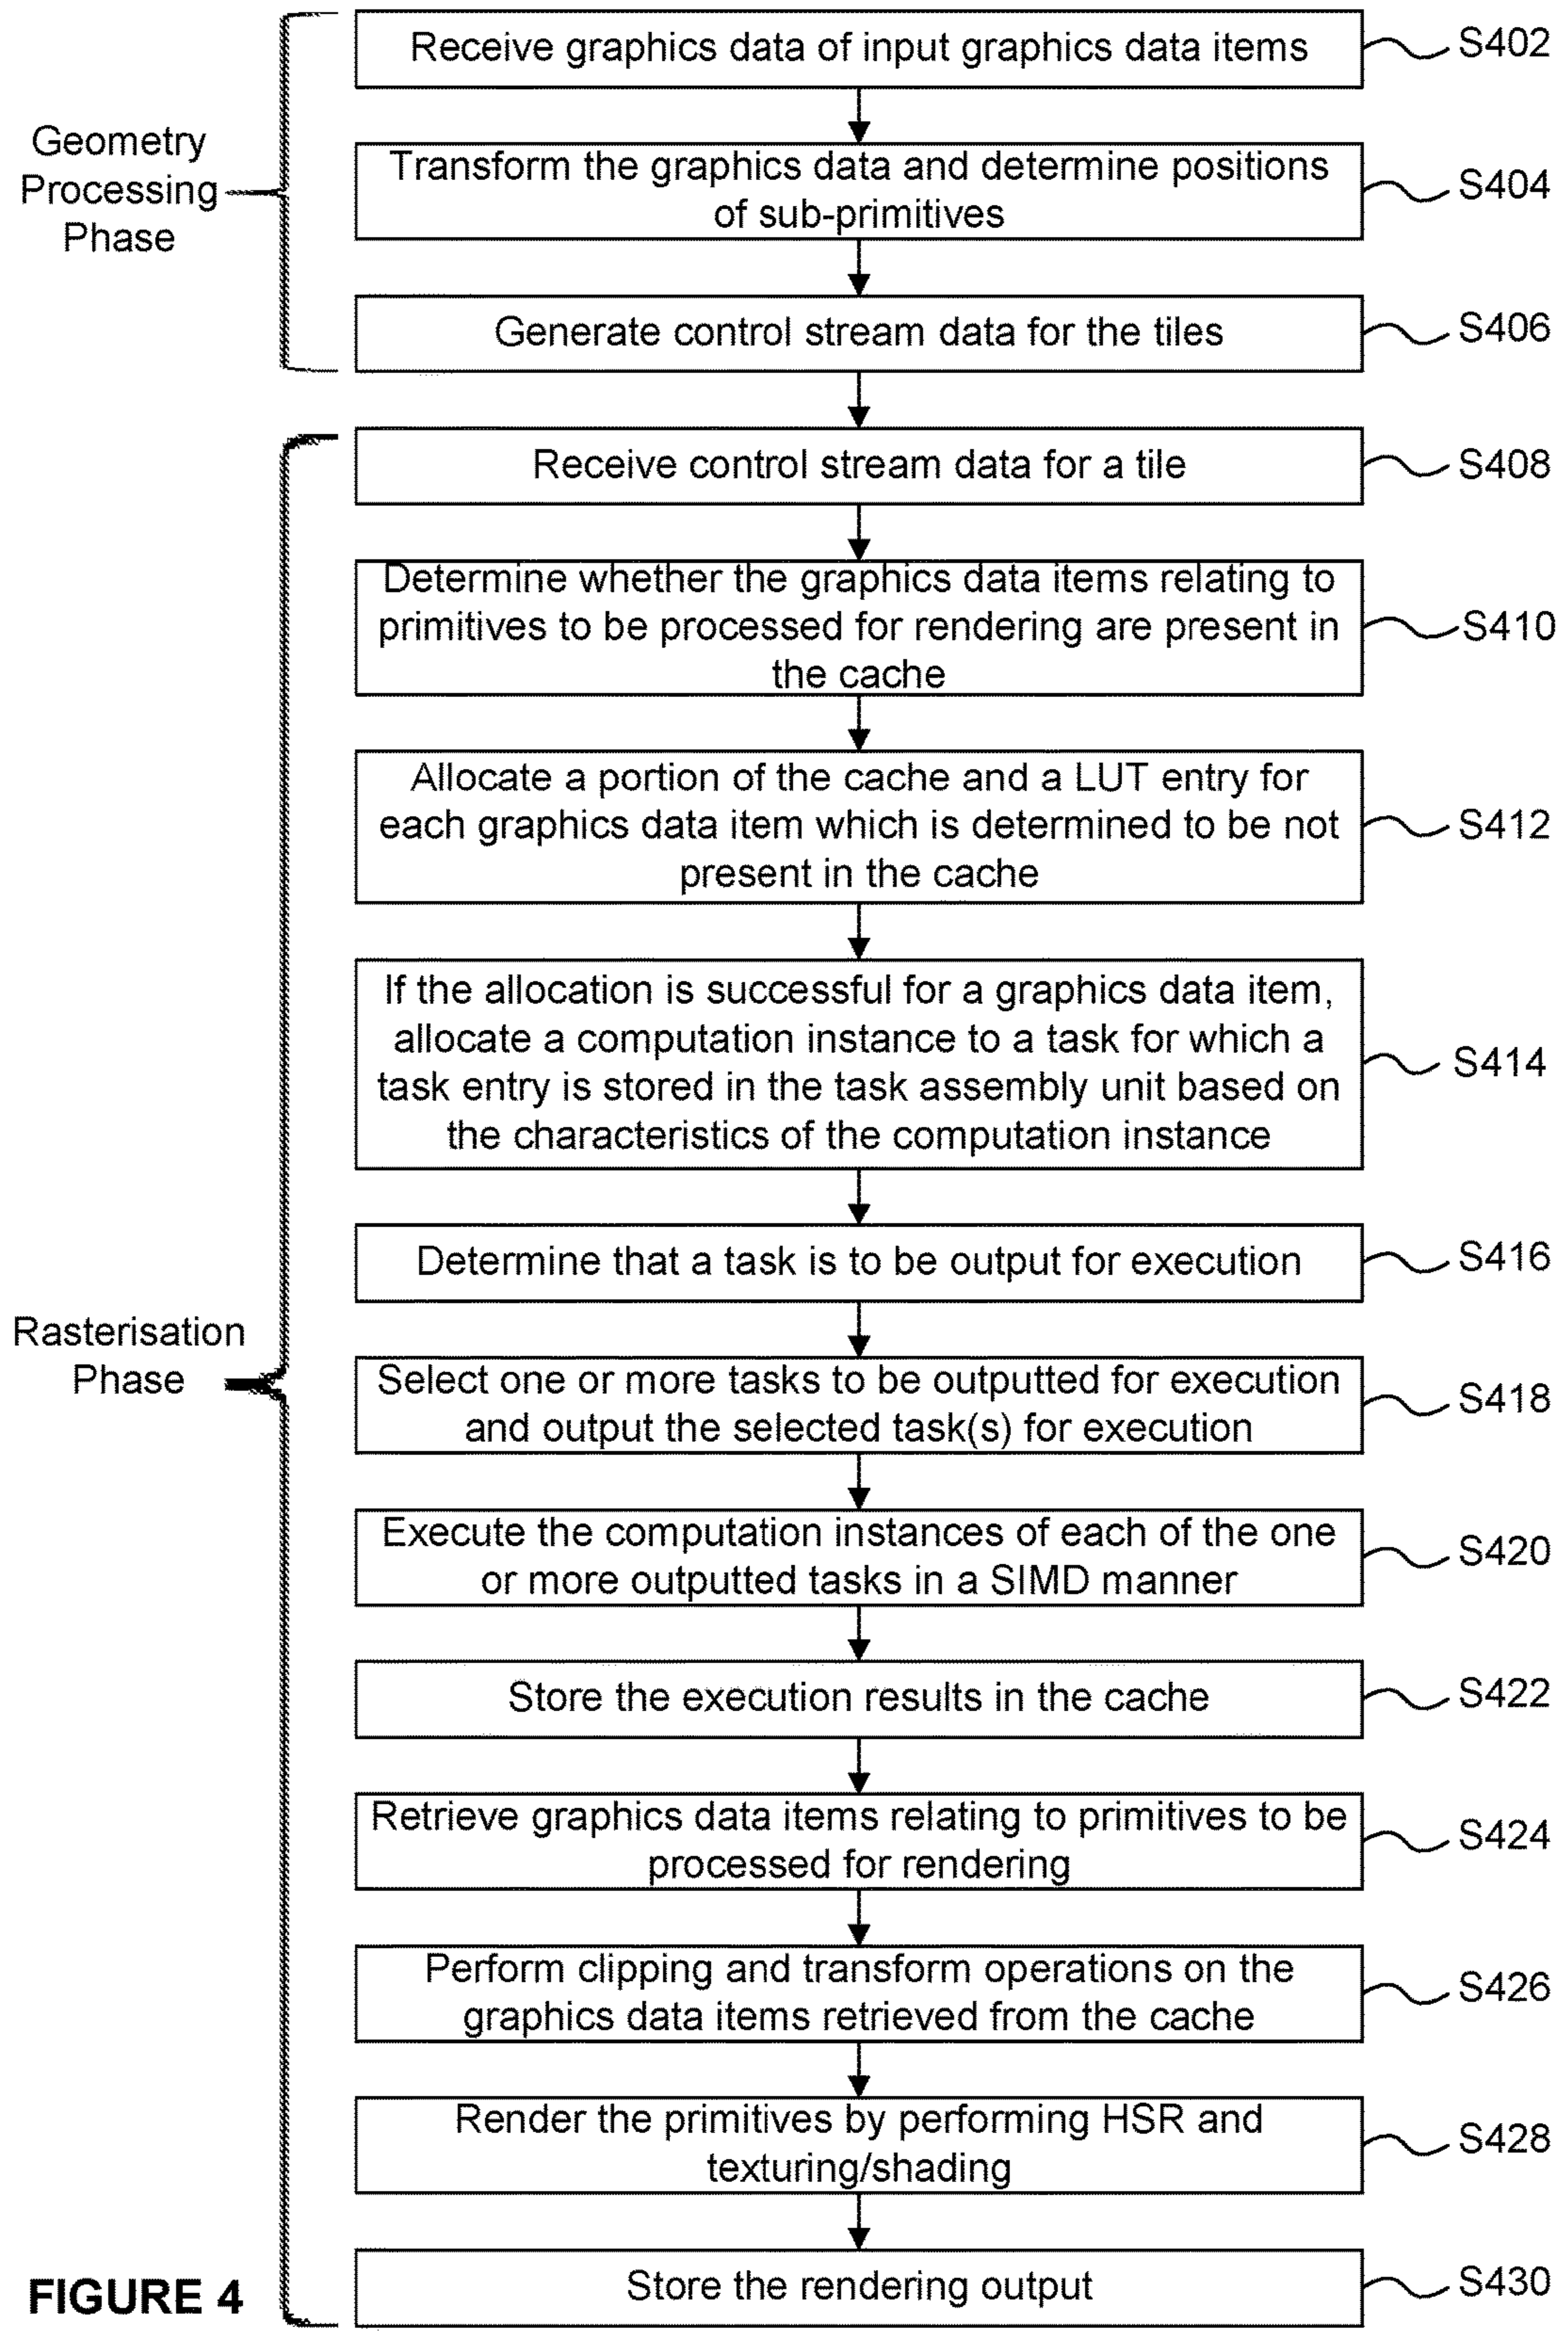 Receive graphics data of input graphics data items
S402
Geometry
Processing
Phase
Transform the graphics data and determine positions
of sub-primitives
S404
Generate control stream data for the tiles
S406
Receive control stream data for a tile
S408
Determine whether the graphics data items relating to
primitives to be processed for rendering are present in
the cache
S410
Allocate a portion of the cache and a LUT entry for
each graphics data item which is determined to be not
present in the cache
S412
If the allocation is successful for a graphics data item,
allocate a computation instance to a task for which a
task entry is stored in the task assembly unit based on
the characteristics of the computation instance
S414
Determine that a task is to be output for execution
S416
Rasterisation
Phase
Select one or more tasks to be outputted for execution
and output the selected task(s) for execution
S418
Execute the computation instances of each of the one
or more outputted tasks in a SIMD manner
S420
Store the execution results in the cache
S422
Retrieve graphics data items relating to primitives to be
processed for rendering
S424
Perform clipping and transform operations on the
graphics data items retrieved from the cache
S426
Render the primitives by performing HSR and
texturing/shading
S428
Store the rendering output
S430
FIGURE 4